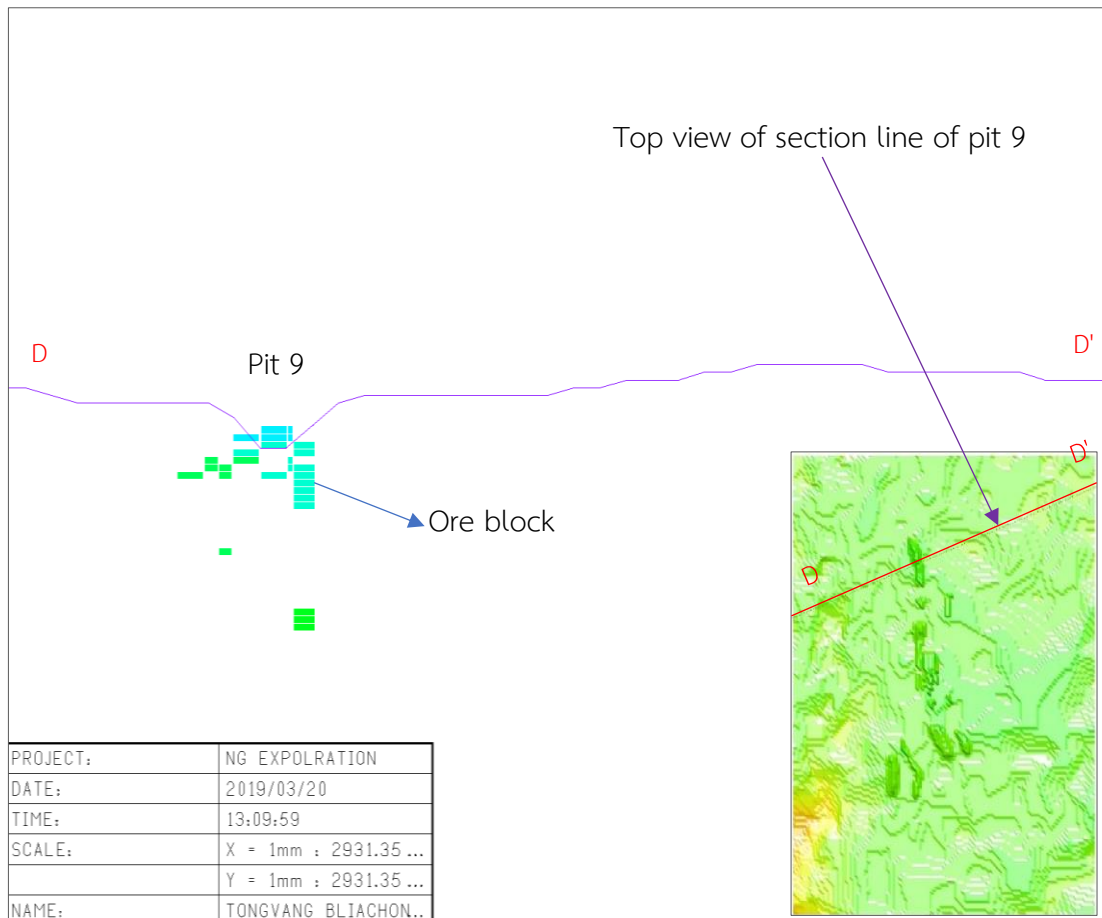 Top view of section line of pit 9
D
Pit 9
D'
Ore block
D'
D
PROJECT: NG EXPOLRATION
DATE: 2019/03/20
TIME: 13:09:59
SCALE: X = 1mm : 2931.35 ...
Y = 1mm : 2931.35 ...
NAME: TONGVANG BLIACHON..